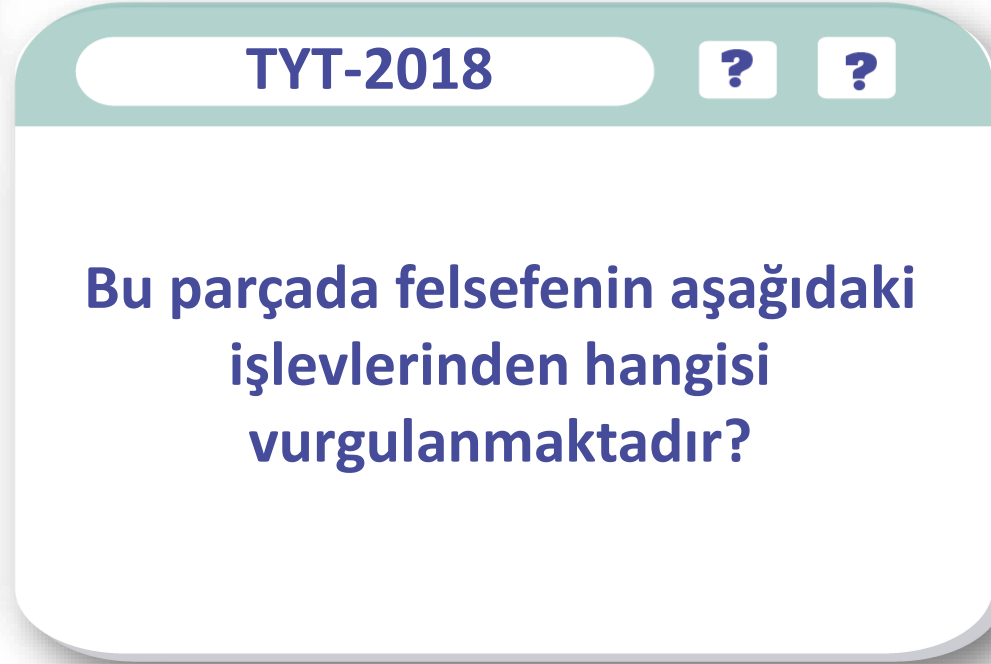 TYT-2018
?
?
Bu parçada felsefenin aşağıdaki
işlevlerinden hangisi
vurgulanmaktadır?